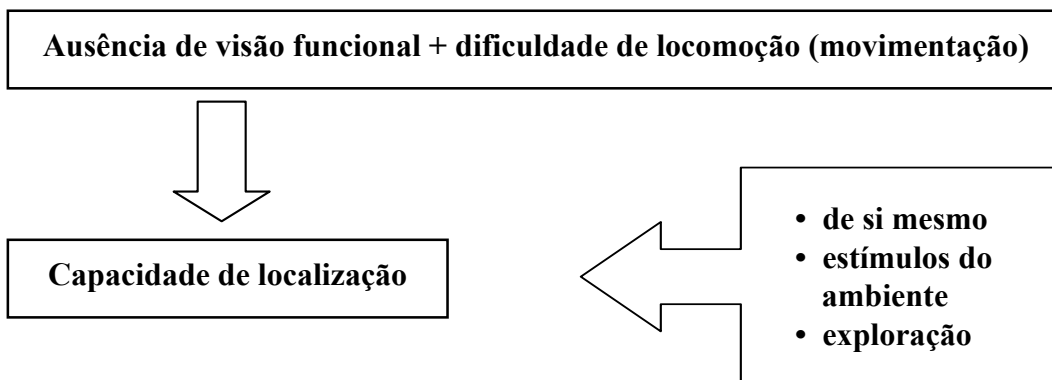 Ausência de visão funcional + dificuldade de locomoção (movimentação)
Capacidade de localização
• de si mesmo
• estímulos do
ambiente
• exploração